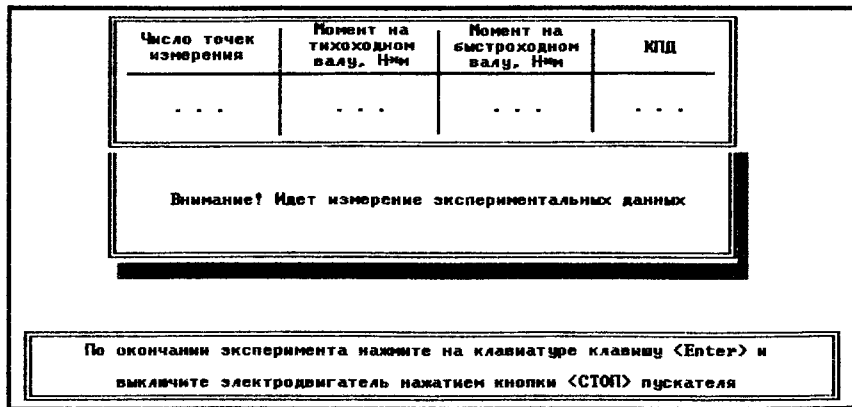 Число точек
измерения
Момент на
тихоходном
валу, Н*м
Момент на
быстроходном
валу, Н*м
КПД
. . . . . . . . . . . .
Внимание! Идет измерение экспериментальных данных
По окончании эксперимента нажмите на клавиатуре клавишу <Enter> и
выключите электродвигатель нажатием кнопки <СТОП> пускателя